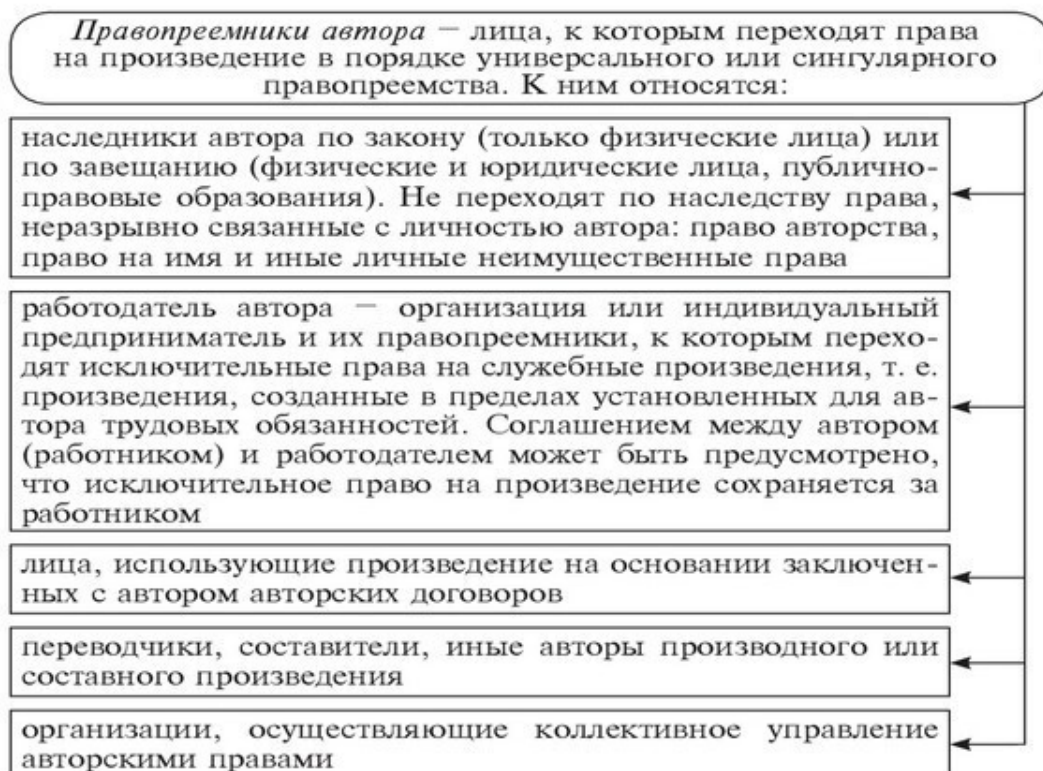 Правопреемники автора — лица, к которым переходят права
на произведение в порядке универсального или сингулярного
правопреемства. К ним относятся:
наследники автора по закону (только физические лица) или
по завещанию (физические и юридические лица, публично-
правовые образования). Не переходят по наследству права,
неразрывно связанные с личностью автора: право авторства,
право на имя и иные личные неимущественные права
работодатель автора — организация или индивидуальный
предприниматель и их правопреемники, к которым перехо-
дят исключительные права на служебные произведения, т. е.
произведения, созданные в пределах установленных для ав-
тора трудовых обязанностей. Соглашением между автором
(работником) и работодателем может быть предусмотрено,
что исключительное право на произведение сохраняется за
работником
лица, использующие произведение на основании заключен-
ных с автором авторских договоров
переводчики, составители, иные авторы производного или
составного произведения
организации, осуществляющие коллективное управление
авторскими правами